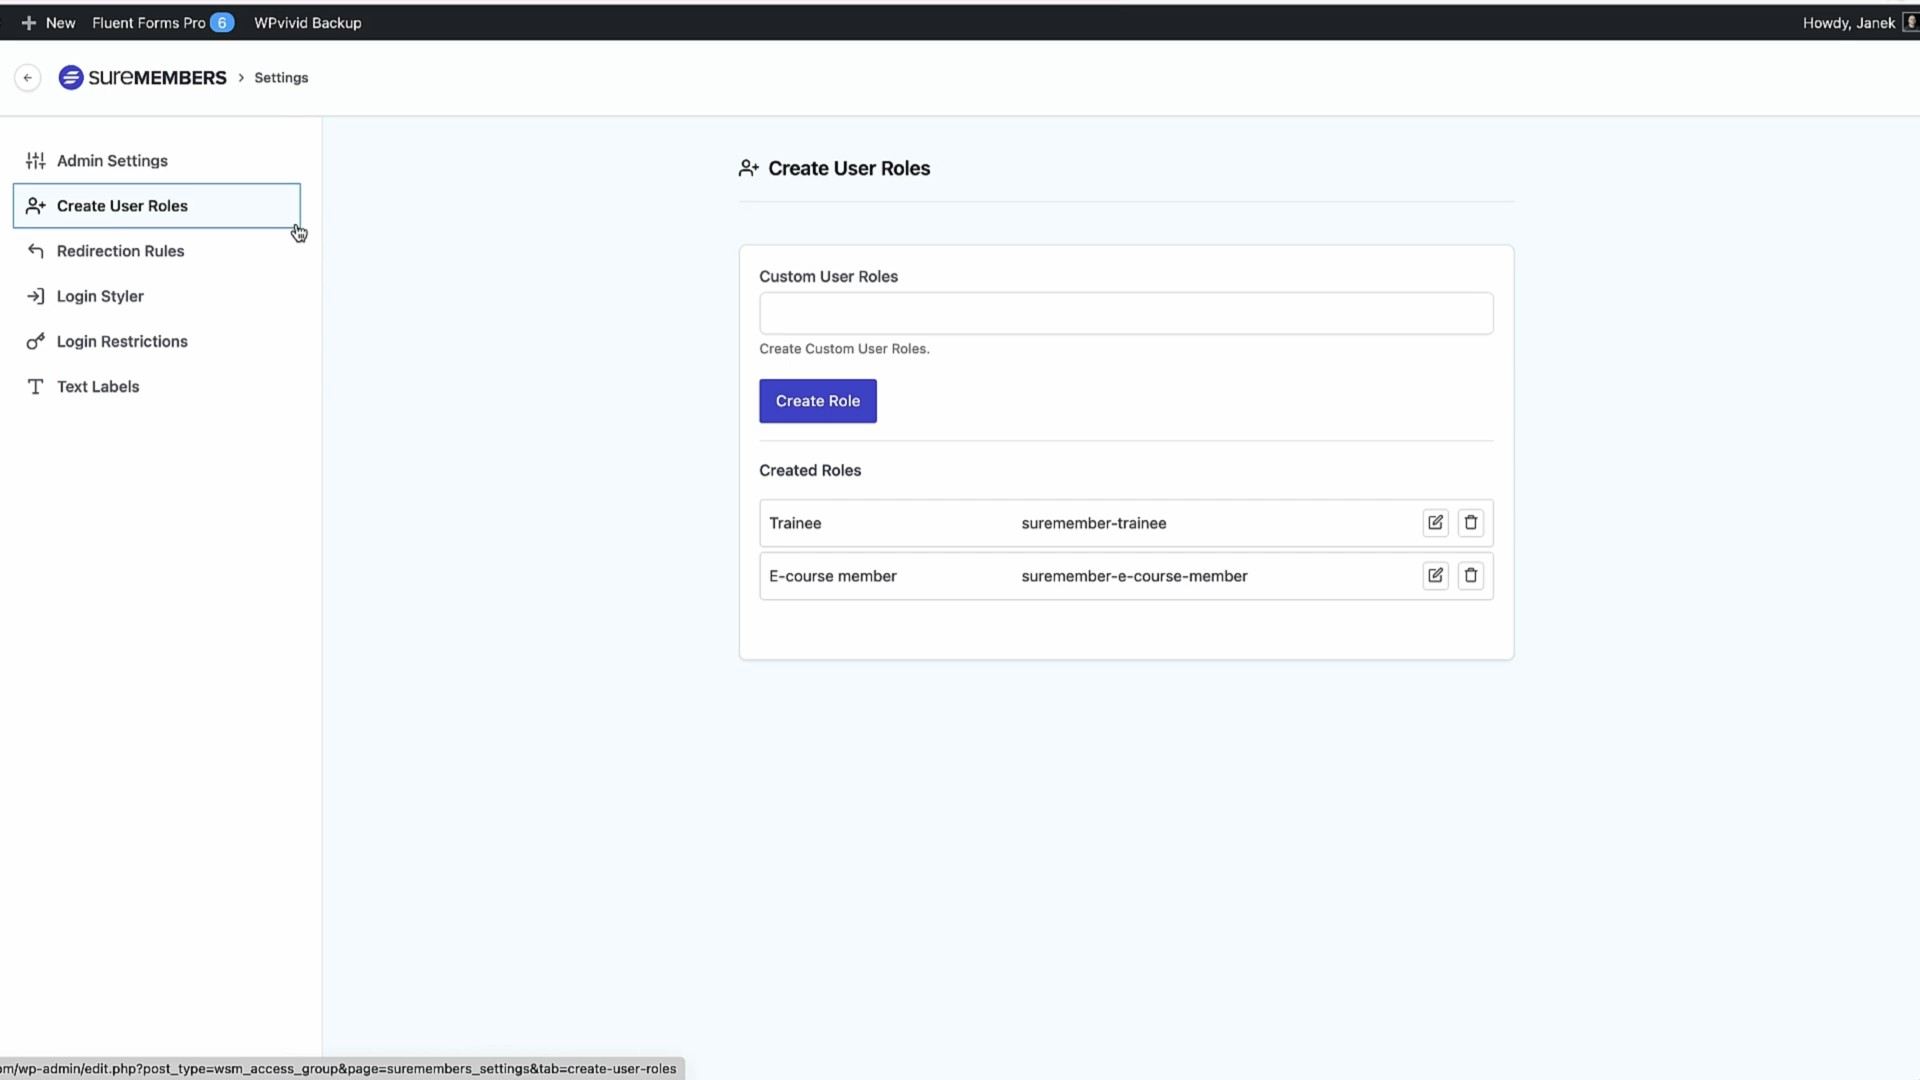 New Fluent Forms Pro 6 WPvivid Backup Howdy, Janek
SUREMEMBERS > Settings
Admin Settings
Create User Roles
Redirection Rules
Login Styler
Login Restrictions
Text Labels
Create User Roles
Custom User Roles
Create Custom User Roles.
Create Role
Created Roles
Trainee suremember-trainee
E-course member suremember-e-course-member
/wp-admin/edit.php?post_type=wsm_access_group&page=suremembers_settings&tab=create-user-roles